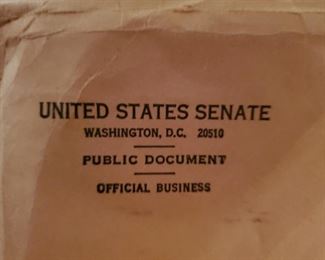 UNITED STATES SENATE
WASHINGTON, D.C. 20510
PUBLIC DOCUMENT
OFFICIAL BUSINESS